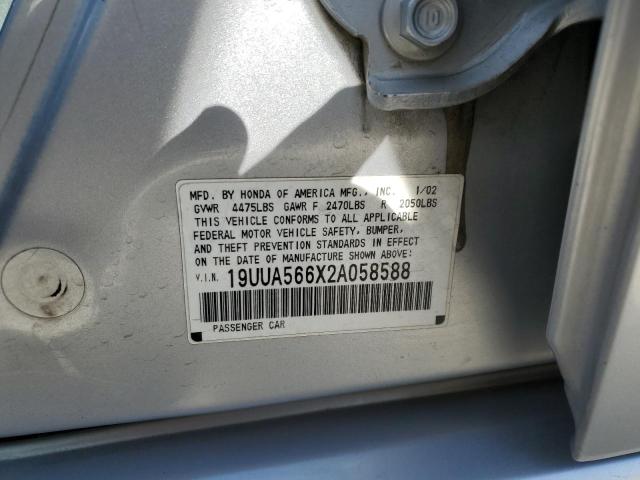 10
MFD. BY HONDA OF AMERICA MFG., INC. 1/02
GVWR 4475LBS GAWR F 2470LBS R 2050LBS
THIS VEHICLE CONFORMS TO ALL APPLICABLE
FEDERAL MOTOR VEHICLE SAFETY, BUMPER,
AND THEFT PREVENTION STANDARDS IN EFFECT
ON THE DATE OF MANUFACTURE SHOWN ABOVE:
V.I.N. 19UUA566X2A058588
PASSENGER CAR